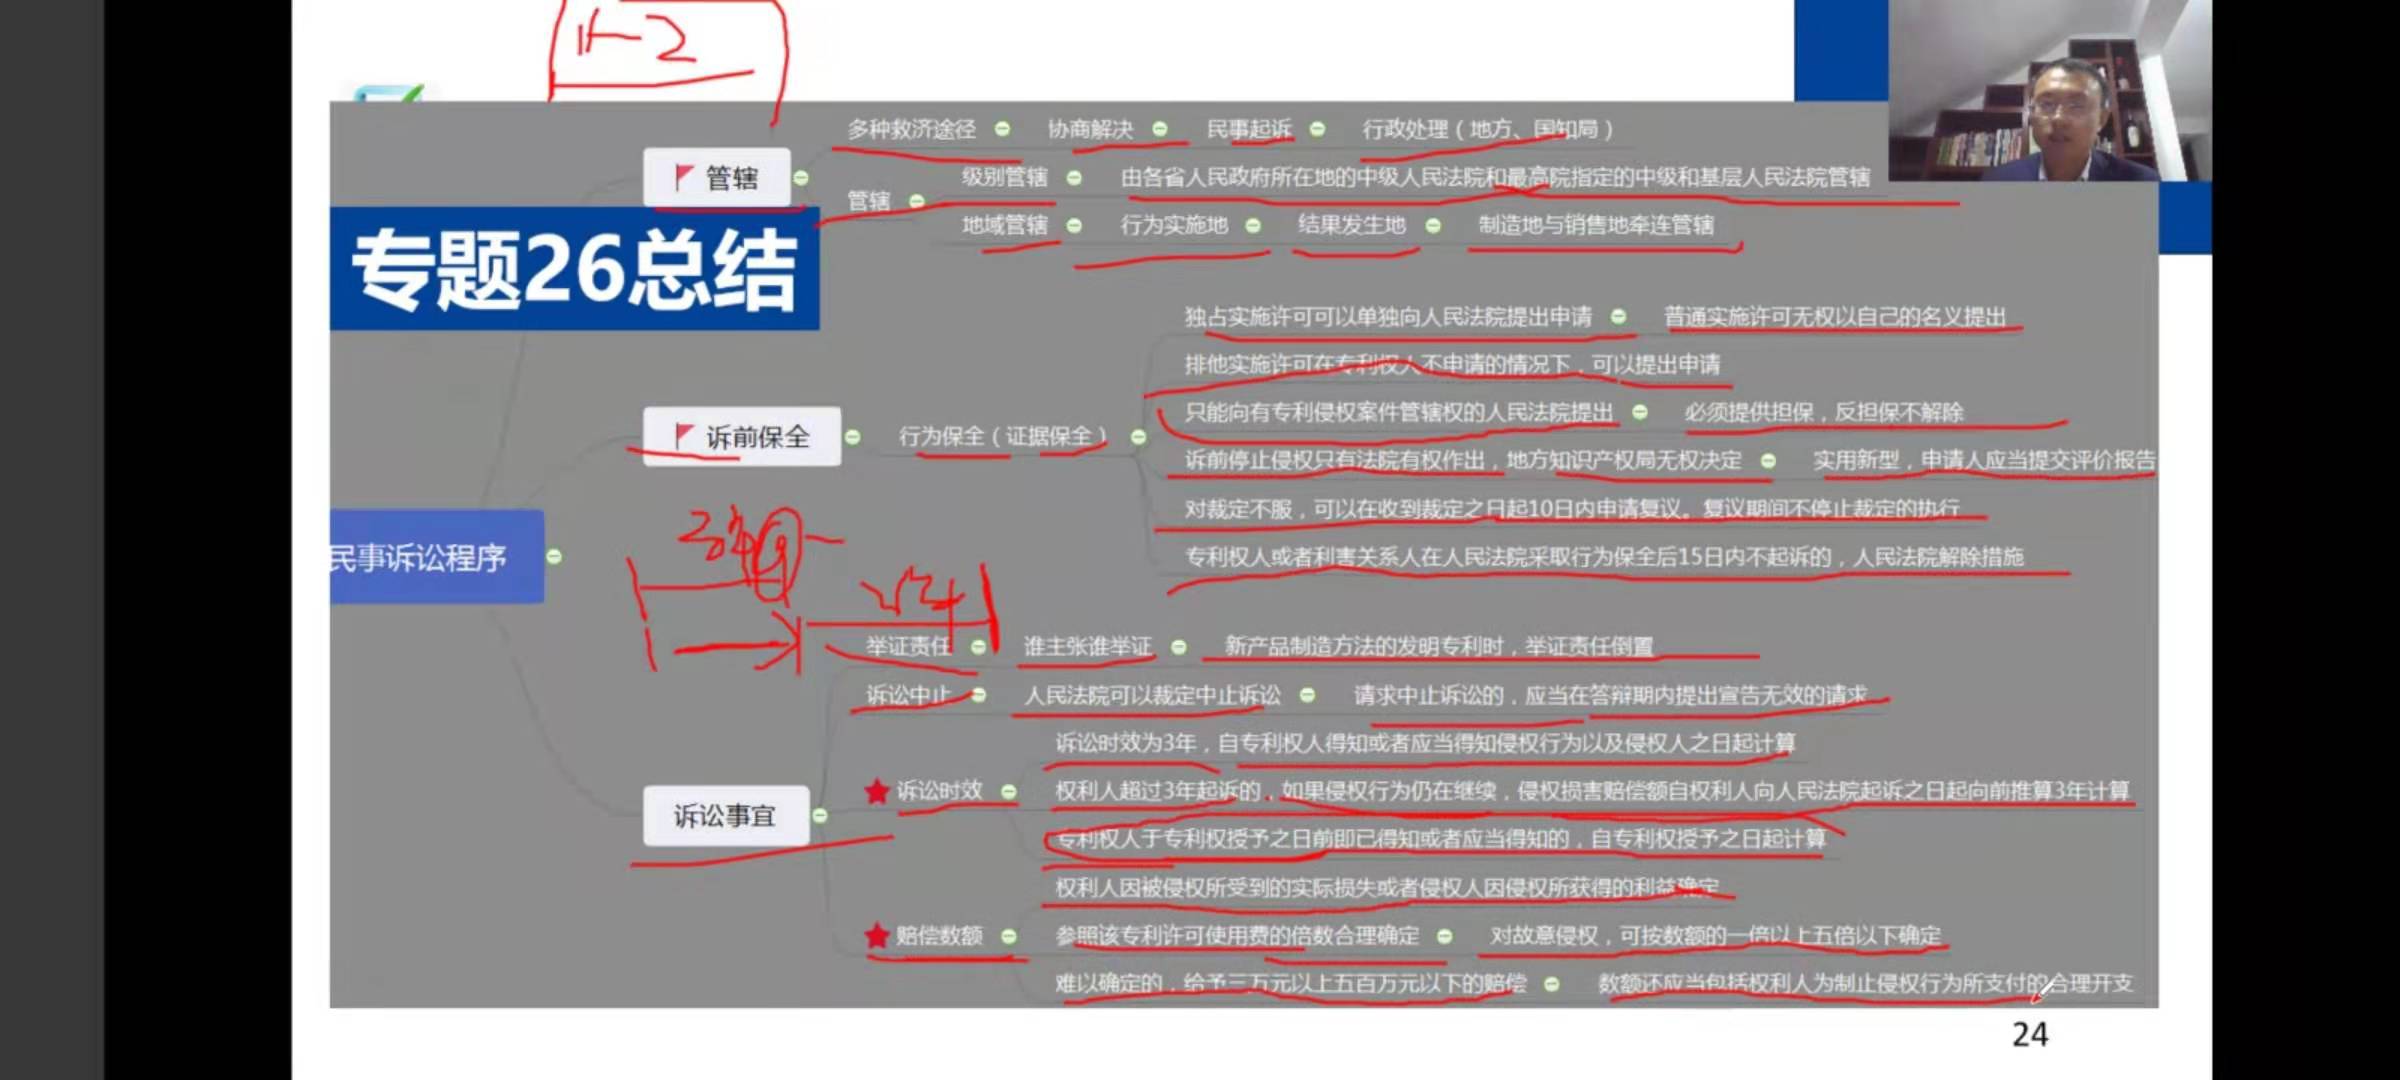 1-2
多种救济途径 协商解决 民事起诉 行政处理（地方、国知局）
管辖
级别管辖 由各省人民政府所在地的中级人民法院和最高院指定的中级和基层人民法院管辖
管辖
地域管辖 行为实施地 结果发生地 制造地与销售地牵连管辖
专题26总结
独占实施许可可以单独向人民法院提出申请 普通实施许可无权以自己的名义提出
排他实施许可在专利权人不申请的情况下，可以提出申请
只能向有专利侵权案件管辖权的人民法院提出 必须提供担保，反担保不解除
诉前保全 行为保全（证据保全）
诉前停止侵权只有法院有权作出，地方知识产权局无权决定 实用新型，申请人应当提交评价报告
对裁定不服，可以在收到裁定之日起10日内申请复议。复议期间不停止裁定的执行
民事诉讼程序
专利权人或者利害关系人在人民法院采取行为保全后15日内不起诉的，人民法院解除措施
举证责任 谁主张谁举证 新产品制造方法的发明专利时，举证责任倒置
诉讼中止 人民法院可以裁定中止诉讼 请求中止诉讼的，应当在答辩期内提出宣告无效的请求
诉讼时效为3年，自专利权人得知或者应当得知侵权行为以及侵权人之日起计算
诉讼时效 权利人超过3年起诉的，如果侵权行为仍在继续，侵权损害赔偿额自权利人向人民法院起诉之日起向前推算3年计算
诉讼事宜
专利权人于专利权授予之日前即已得知或者应当得知的，自专利权授予之日起计算
权利人因被侵权所受到的实际损失或者侵权人因侵权所获得的利益确定
赔偿数额 参照该专利许可使用费的倍数合理确定 对故意侵权，可按数额的一倍以上五倍以下确定
难以确定的，给予三万元以上五百万元以下的赔偿 数额还应当包括权利人为制止侵权行为所支付的合理开支
24